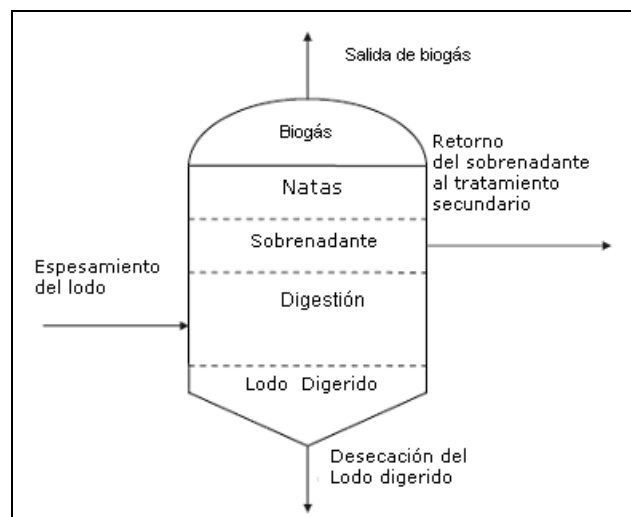 Salida de biogás
Biogás
Retorno
del sobrenadante
al tratamiento
secundario
Natas
Sobrenadante
Espesamiento
del lodo
Digestión
Lodo Digerido
Desecación del
Lodo digerido